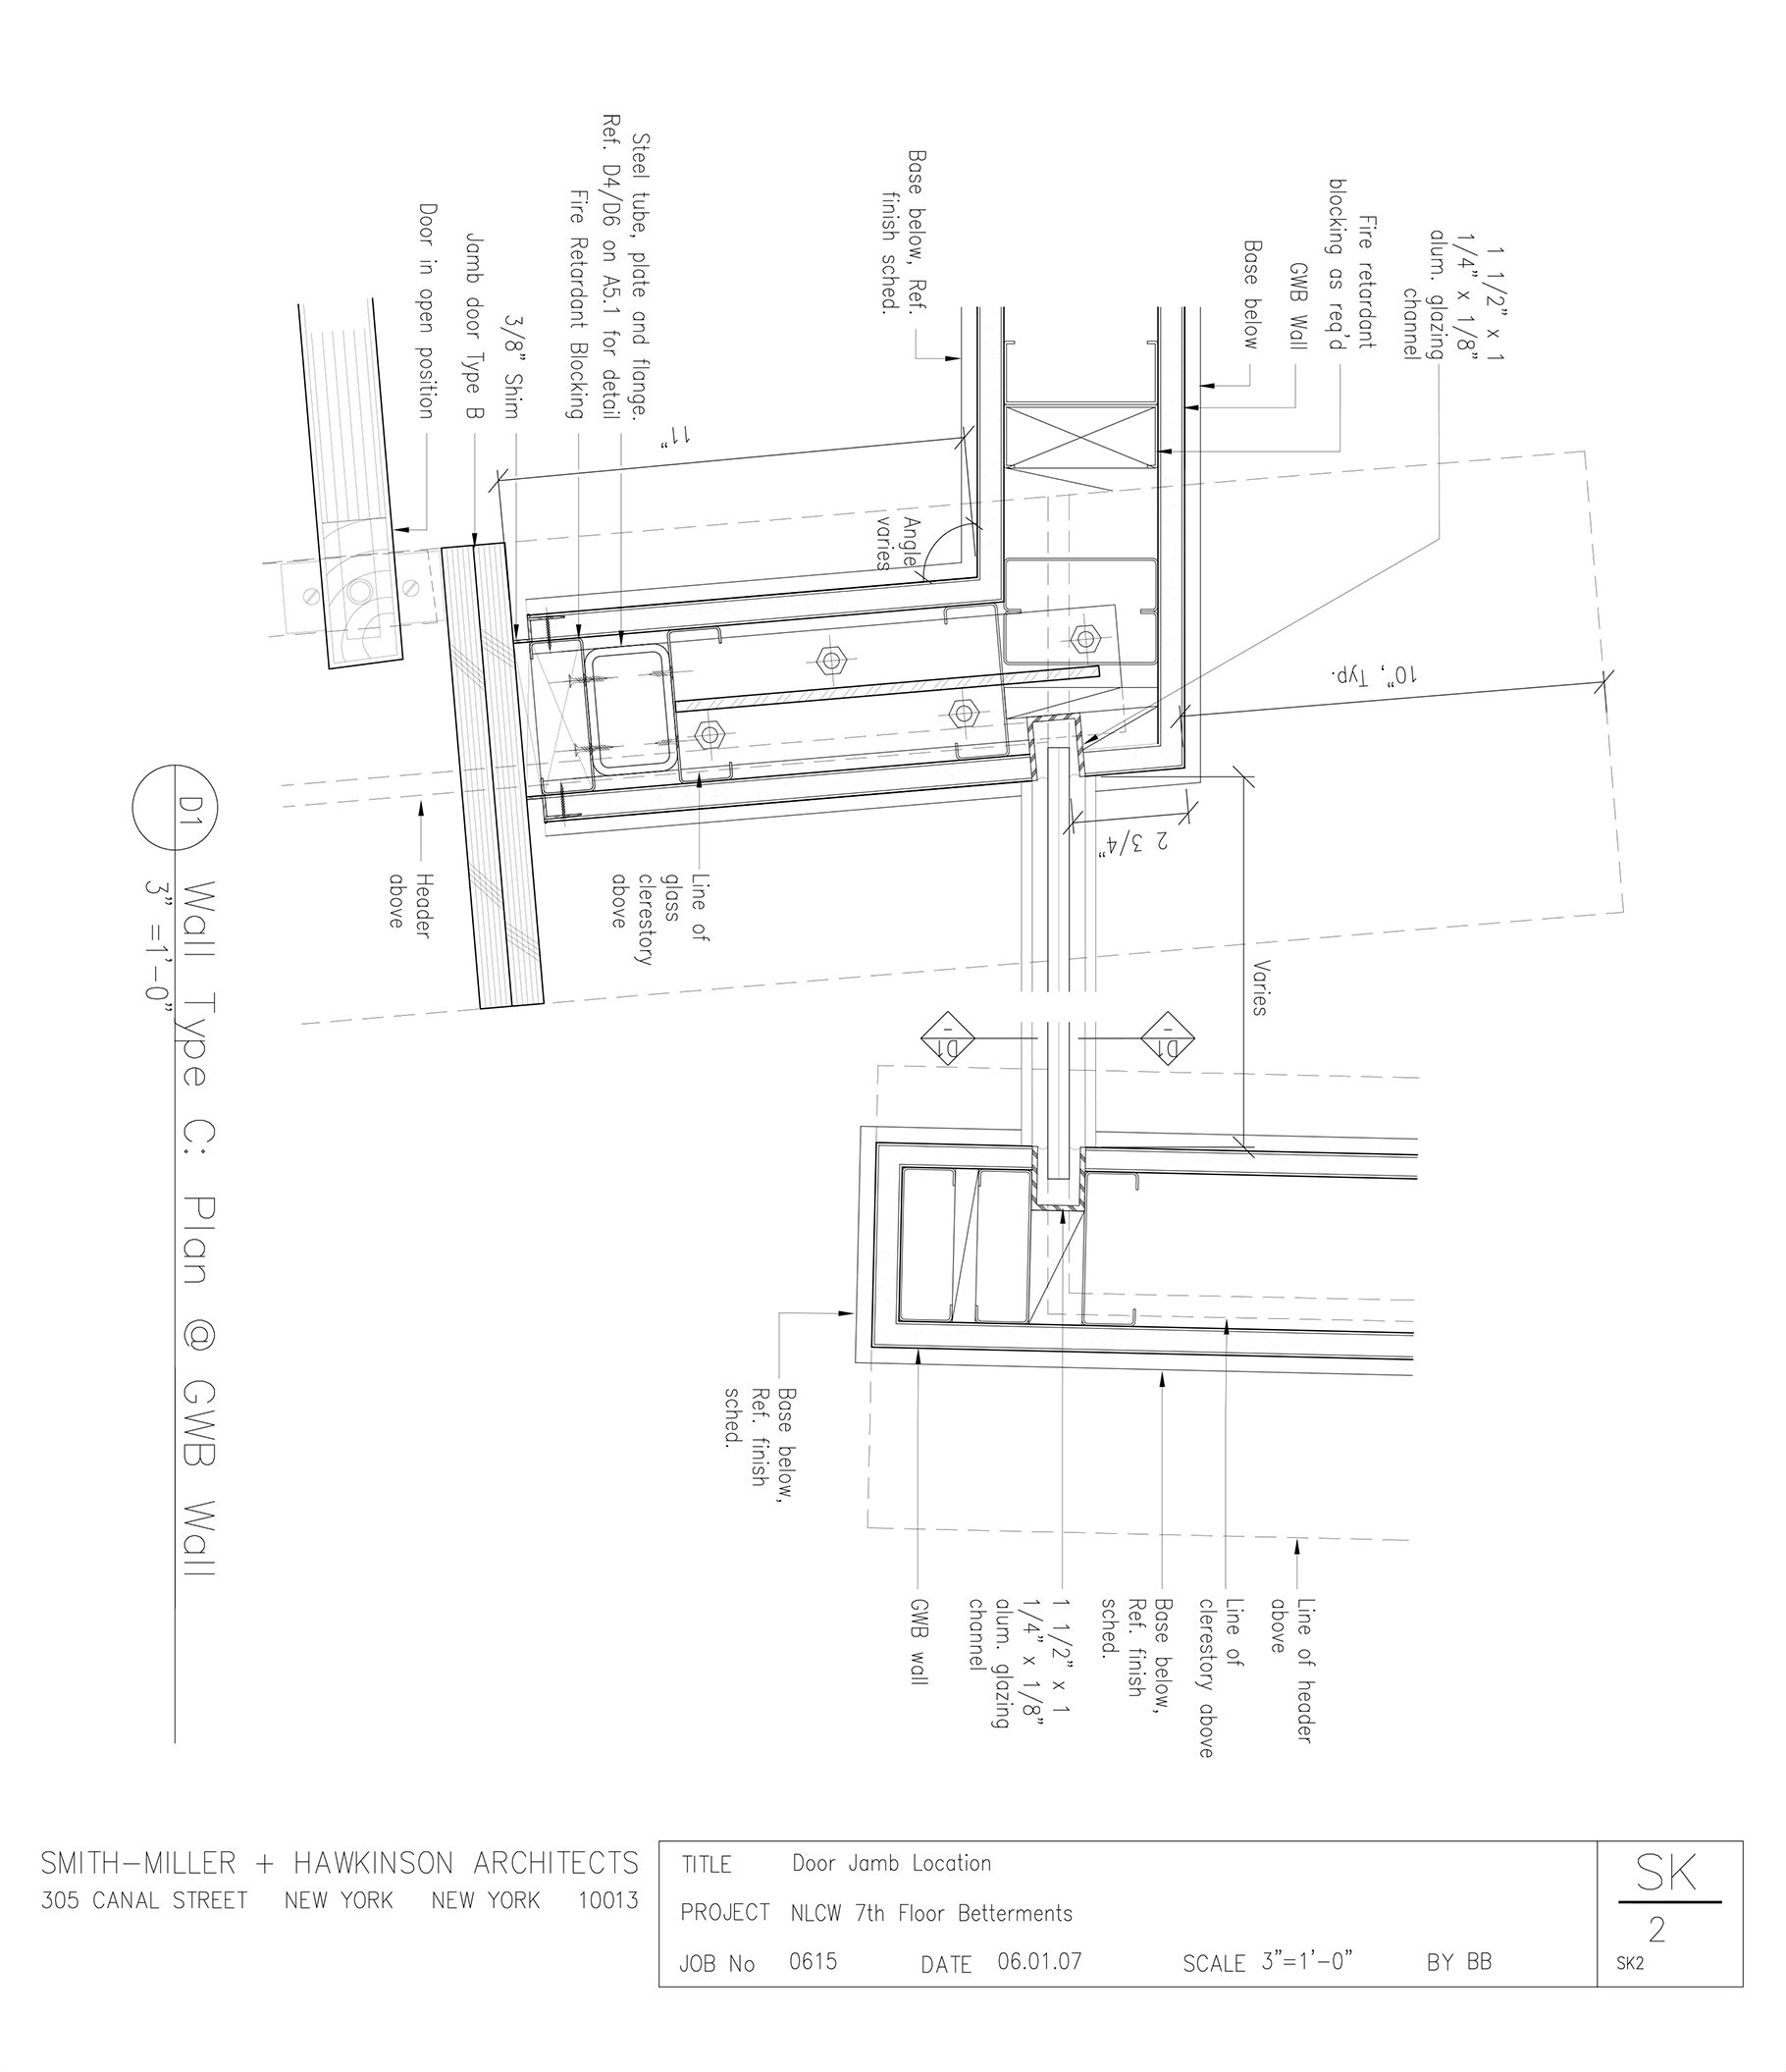 1 1/2” x 1
1/4” x 1/8”
alum. glazing
channel
Fire retardant
blocking as req’d
GWB Wall
Base below
Base below, Ref.
finish sched.
Steel tube, plate and flange.
Ref. D4/D6 on A5.1 for detail
Fire Retardant Blocking
3/8” Shim
Jamb door Type B
Door in open position
11”
Angle
varies
10”, Typ.
2 3/4”
Varies
Line of
glass
clerestory
above
Header
above
-
D1
-
D1
Base below,
Ref. finish
sched.
Line of header
above
Line of
clerestory above
Base below,
Ref. finish
sched.
1 1/2” x 1
1/4” x 1/8”
alum. glazing
channel
GWB wall
D1 Wall Type C: Plan @ GWB Wall
3” =1’-0”
SMITH-MILLER + HAWKINSON ARCHITECTS
305 CANAL STREET NEW YORK NEW YORK 10013
TITLE Door Jamb Location
PROJECT NLCW 7th Floor Betterments
JOB No 0615 DATE 06.01.07 SCALE 3”=1’-0” BY BB
SK
2
SK2